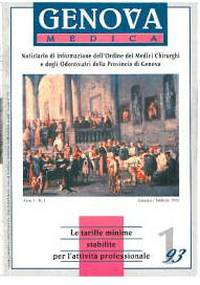 GENOVA
MEDICA
Notiziario di informazione dell'Ordine dei Medici Chirurghi
e degli Odontoiatri della Provincia di Genova
Anno 1 - N. 1
Gennaio / Febbraio 1993
Le tariffe minime
stabilite
per l'attività professionale
1
93